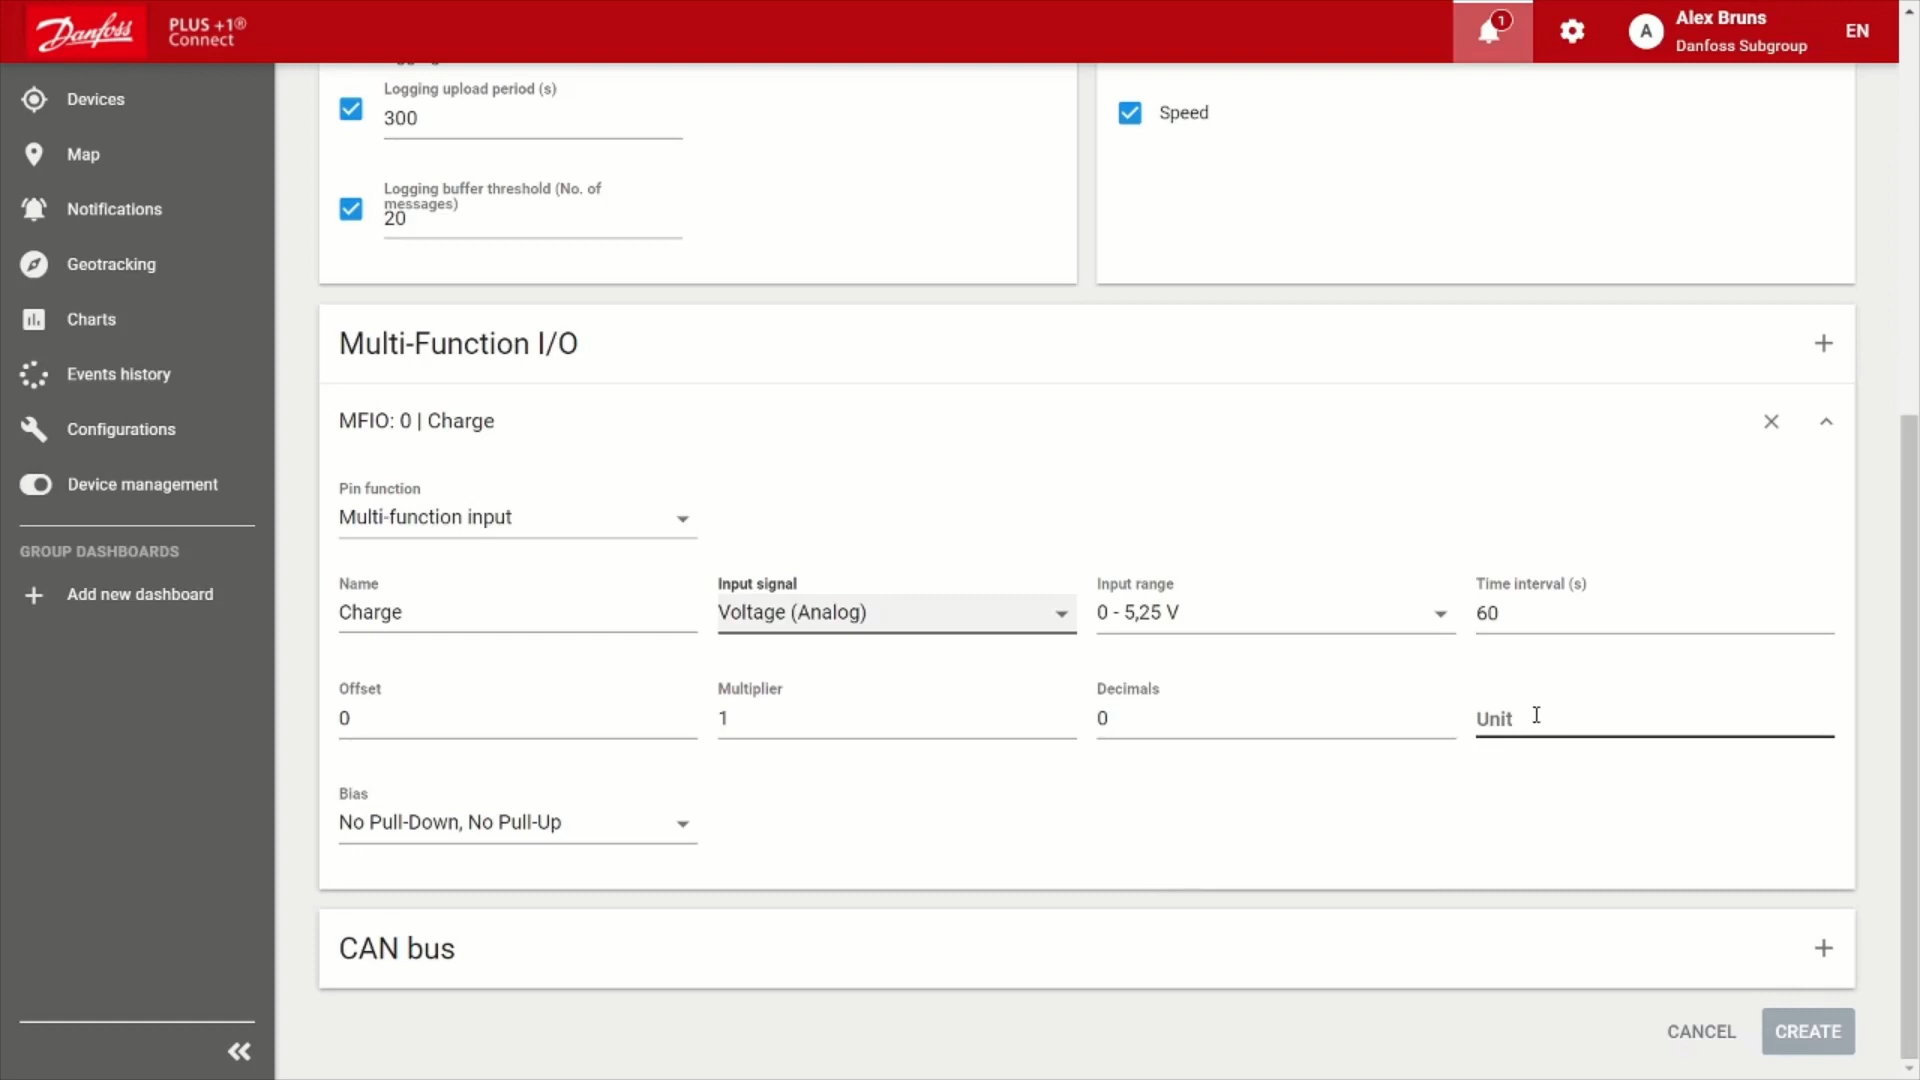 Danfoss
PLUS +1®
Connect
1
A
Alex Bruns
Danfoss Subgroup
EN
Devices
Map
Notifications
Geotracking
Charts
Events history
Configurations
Device management
GROUP DASHBOARDS
Add new dashboard
Logging upload period (s)
300
Logging buffer threshold (No. of
messages)
20
Speed
Multi-Function I/O
MFIO: 0 | Charge
Pin function
Multi-function input
Name
Charge
Input signal
Voltage (Analog)
Input range
0 - 5,25 V
Time interval (s)
60
Offset
0
Multiplier
1
Decimals
0
Unit
Bias
No Pull-Down, No Pull-Up
CAN bus
CANCEL
CREATE